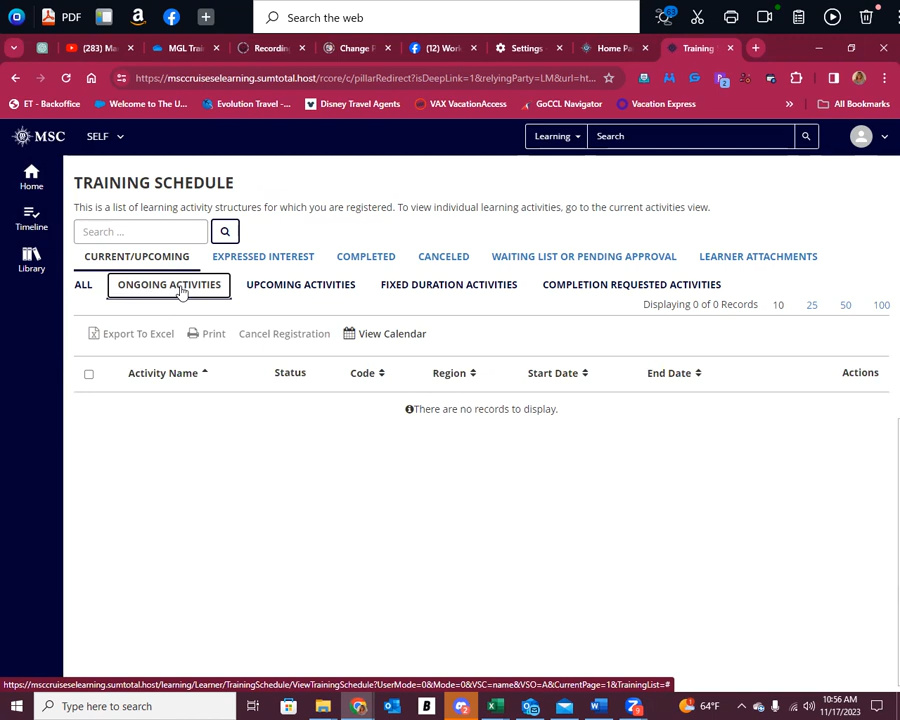 PDF
Search the web
(283) Ma
MGL Trai
Recording
Change P
(12) Work
Settings -
Home Pa
Training
https://msccruiseselearning.sumtotal.host/rcore/c/pillarRedirect?isDeepLink=1&relyingParty=LM&url=ht...
ET - Backoffice
Welcome to The U...
Evolution Travel -...
Disney Travel Agents
VAX VacationAccess
GoCCL Navigator
Vacation Express
»
All Bookmarks
MSC
SELF
Learning
Search
Home
Timeline
Library
TRAINING SCHEDULE
This is a list of learning activity structures for which you are registered. To view individual learning activities, go to the current activities view.
Search ...
CURRENT/UPCOMING
EXPRESSED INTEREST
COMPLETED
CANCELED
WAITING LIST OR PENDING APPROVAL
LEARNER ATTACHMENTS
ALL
ONGOING ACTIVITIES
UPCOMING ACTIVITIES
FIXED DURATION ACTIVITIES
COMPLETION REQUESTED ACTIVITIES
Displaying 0 of 0 Records
10
25
50
100
Export To Excel
Print
Cancel Registration
View Calendar
Activity Name
Status
Code
Region
Start Date
End Date
Actions
There are no records to display.
https://msccruiseselearning.sumtotal.host/learning/Learner/TrainingSchedule/ViewTrainingSchedule?UserMode=0&Mode=0&VSC=name&VSO=A&CurrentPage=1&TrainingList=#
Type here to search
64°F
10:56 AM
11/17/2023